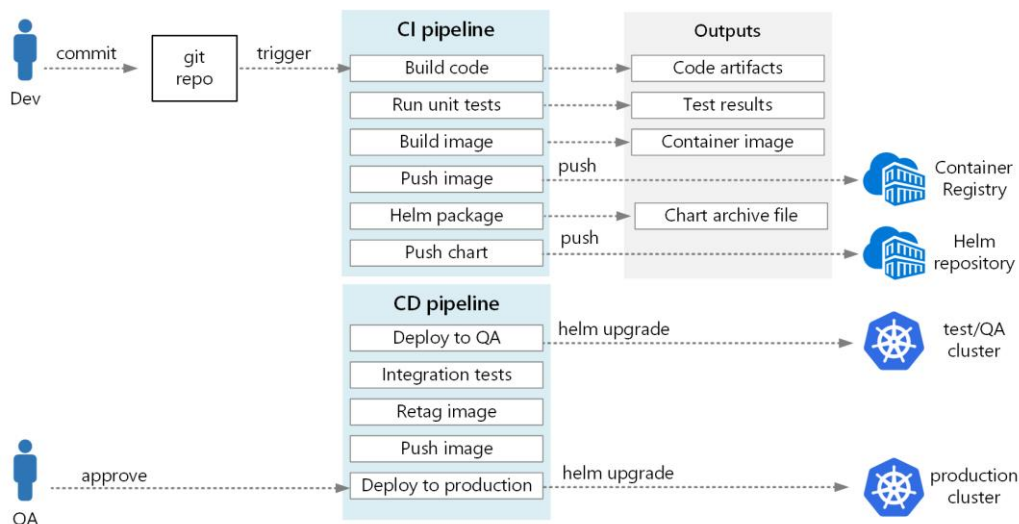 CI pipeline
Outputs
commit
git
repo
trigger
Build code
Code artifacts
Dev
Run unit tests
Test results
Build image
Container image
Push image
push
Container
Registry
Helm package
Chart archive file
Push chart
push
Helm
repository
CD pipeline
Deploy to QA
helm upgrade
test/QA
cluster
Integration tests
Retag image
Push image
approve
Deploy to production
helm upgrade
production
cluster
QA